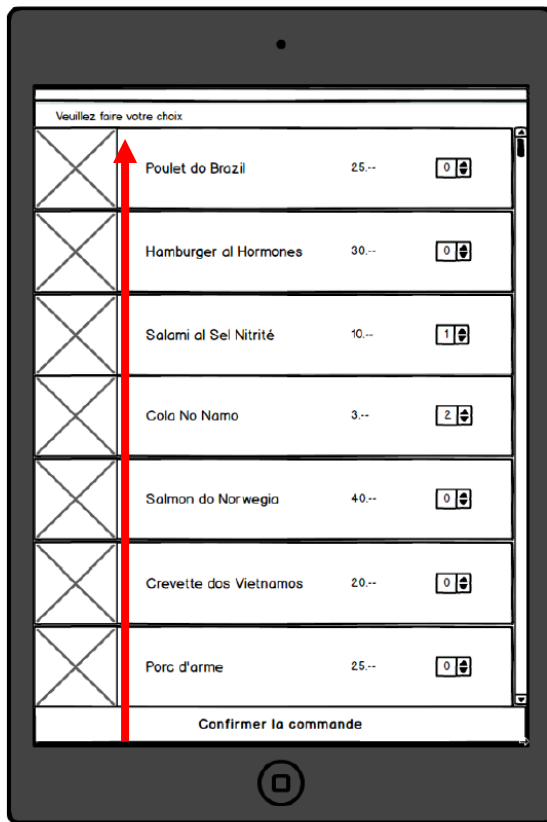 Veuillez faire votre choix
Poulet do Brazil 25.-- 0
Hamburger al Hormones 30.-- 0
Salami al Sel Nitrité 10.-- 1
Cola No Namo 3.-- 2
Salmon do Norwegia 40.-- 0
Crevette dos Vietnamos 20.-- 0
Porc d'arme 25.-- 0
Confirmer la commande